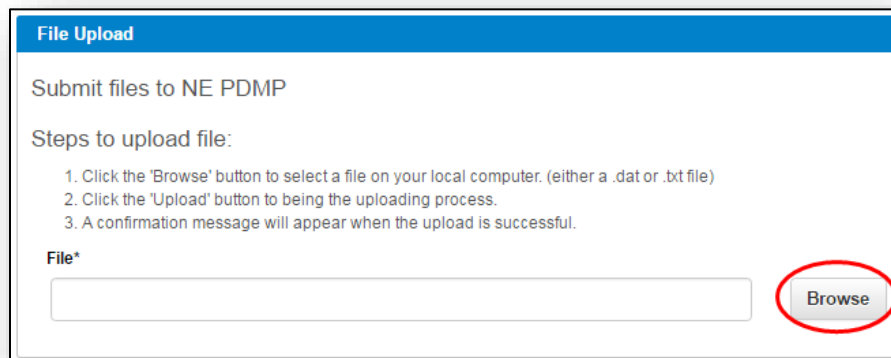 File Upload
Submit files to NE PDMP
Steps to upload file:
1. Click the 'Browse' button to select a file on your local computer. (either a .dat or .txt file)
2. Click the 'Upload' button to being the uploading process.
3. A confirmation message will appear when the upload is successful.
File*
Browse